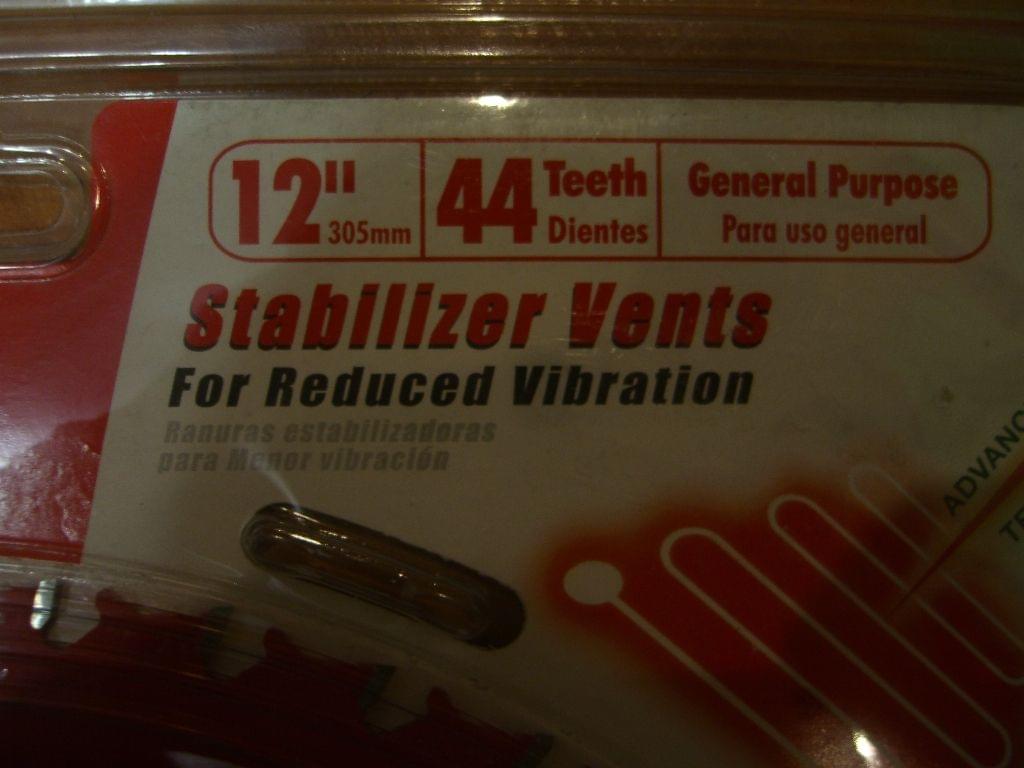 12" 305mm
44 Teeth Dientes
General Purpose
Para uso general
Stabilizer Vents
For Reduced Vibration
Ranuras estabilizadoras
para Menor vibración